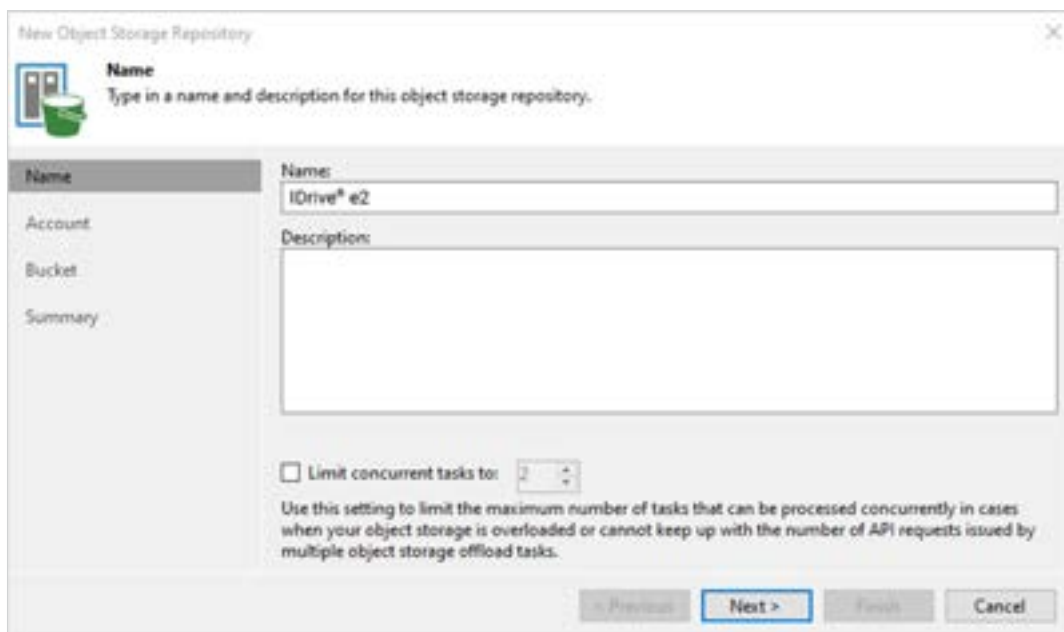 New Object Storage Repository
Name
Type in a name and description for this object storage repository.
Name
Account
Bucket
Summary
Name:
IDrive® e2
Description:
Limit concurrent tasks to: 2
Use this setting to limit the maximum number of tasks that can be processed concurrently in cases
when your object storage is overloaded or cannot keep up with the number of API requests issued by
multiple object storage offload tasks.
< Previous Next > Finish Cancel